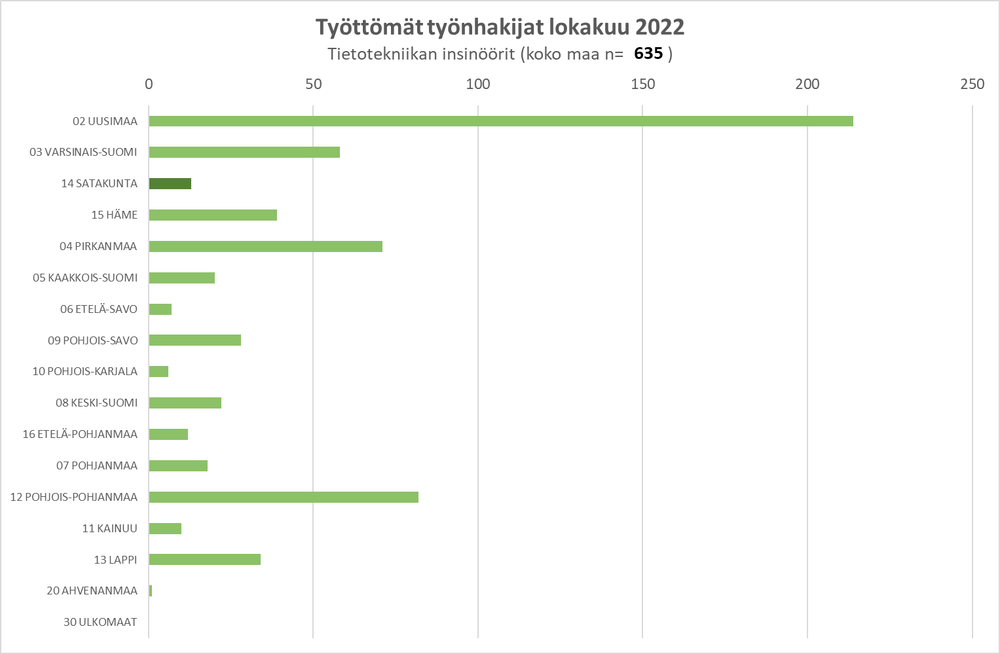 Työttömät työnhakijat lokakuu 2022
Tietotekniikan insinöörit (koko maa n= 635 )
0 50 100 150 200 250
02 UUSIMAA
03 VARSINAIS-SUOMI
14 SATAKUNTA
15 HÄME
04 PIRKANMAA
05 KAAKKOIS-SUOMI
06 ETELÄ-SAVO
09 POHJOIS-SAVO
10 POHJOIS-KARJALA
08 KESKI-SUOMI
16 ETELÄ-POHJANMAA
07 POHJANMAA
12 POHJOIS-POHJANMAA
11 KAINUU
13 LAPPI
20 AHVENANMAA
30 ULKOMAAT